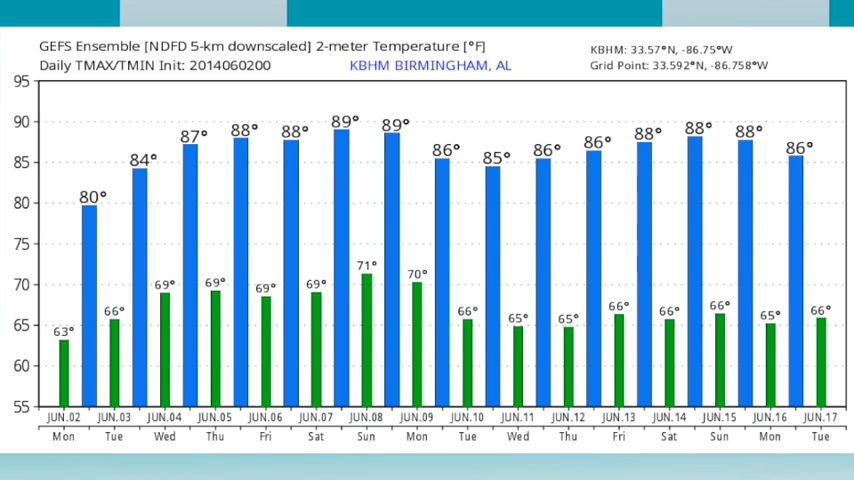 GEFS Ensemble [NDFD 5-km downscaled] 2-meter Temperature [°F]
Daily TMAX/TMIN Init: 2014060200
KBHM BIRMINGHAM, AL
KBHM: 33.57°N, -86.75°W
Grid Point: 33.592°N, -86.758°W
95
90
85
80
75
70
65
60
55
80° 84° 87° 88° 88° 89° 89° 86° 85° 86° 86° 88° 88° 88° 86°
63° 66° 69° 69° 69° 69° 71° 70° 66° 65° 65° 66° 66° 66° 65° 66°
JUN.02 JUN.03 JUN.04 JUN.05 JUN.06 JUN.07 JUN.08 JUN.09 JUN.10 JUN.11 JUN.12 JUN.13 JUN.14 JUN.15 JUN.16 JUN.17
Mon Tue Wed Thu Fri Sat Sun Mon Tue Wed Thu Fri Sat Sun Mon Tue